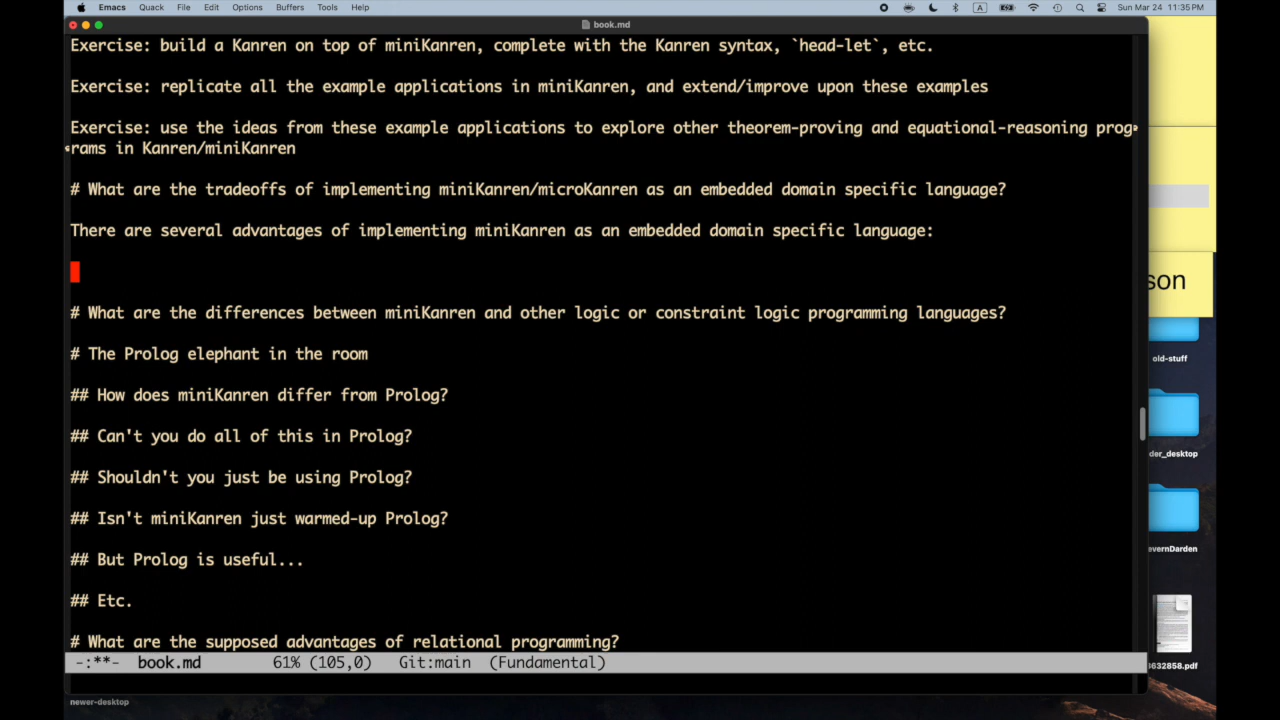 Emacs Quack File Edit Options Buffers Tools Help
A
Sun Mar 24 11:35 PM
book.md
Exercise: build a Kanren on top of miniKanren, complete with the Kanren syntax, `head-let`, etc.
Exercise: replicate all the example applications in miniKanren, and extend/improve upon these examples
Exercise: use the ideas from these example applications to explore other theorem-proving and equational-reasoning prog
rams in Kanren/miniKanren
# What are the tradeoffs of implementing miniKanren/microKanren as an embedded domain specific language?
There are several advantages of implementing miniKanren as an embedded domain specific language:
son
# What are the differences between miniKanren and other logic or constraint logic programming languages?
# The Prolog elephant in the room
old-stuff
## How does miniKanren differ from Prolog?
## Can't you do all of this in Prolog?
der_desktop
## Shouldn't you just be using Prolog?
## Isn't miniKanren just warmed-up Prolog?
evernDarden
## But Prolog is useful...
## Etc.
# What are the supposed advantages of relational programming?
-:**- book.md 61% (105,0) Git:main (Fundamental)
3632858.pdf
newer-desktop